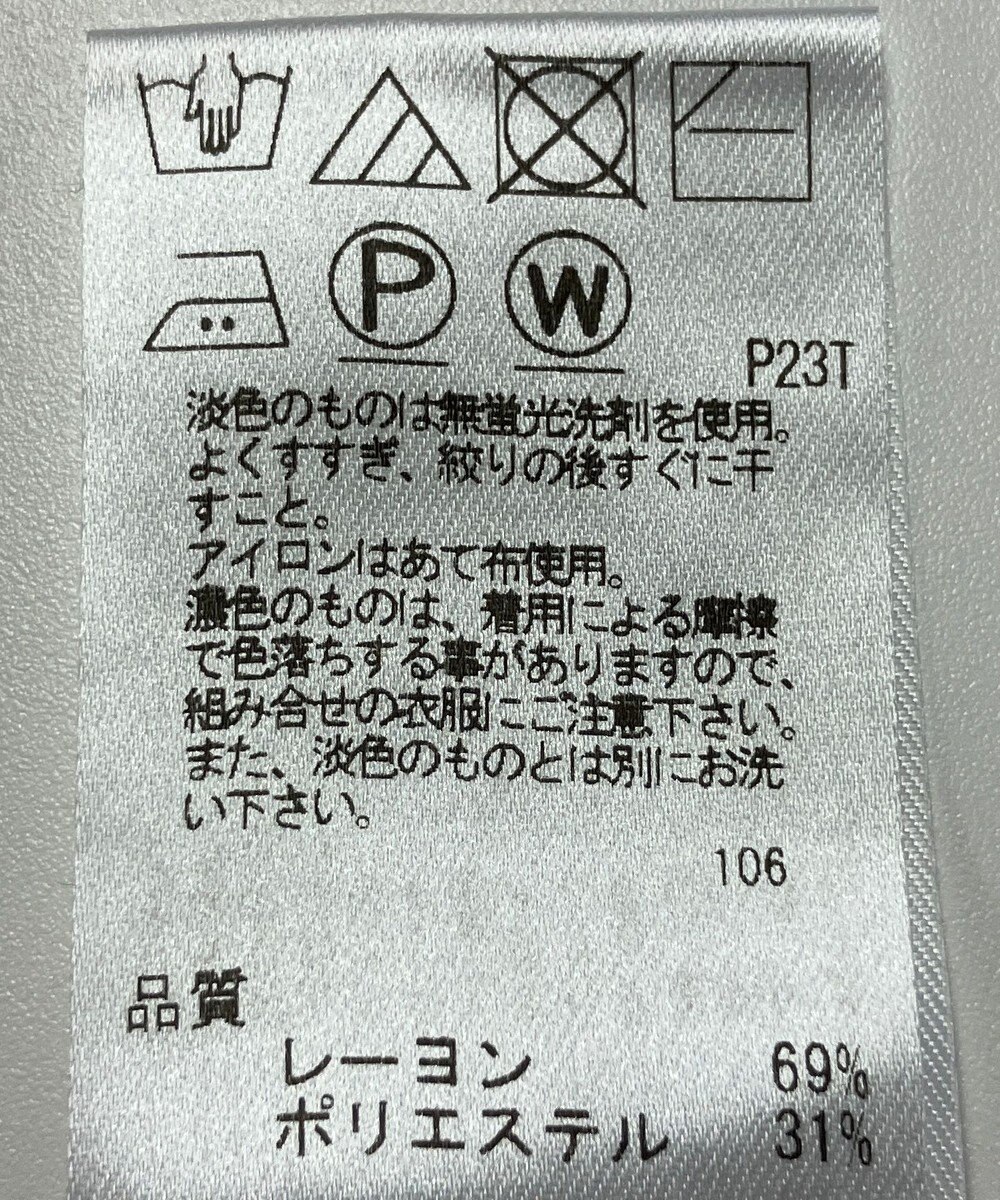 P
W
P23T
淡色のものは無蛍光洗剤を使用。
よくすすぎ、絞りの後すぐに干
すこと。
アイロンはあて布使用。
濃色のものは、着用による摩擦
で色落ちする事がありますので、
組み合せの衣服にご注意下さい。
また、淡色のものとは別にお洗
い下さい。
106
品質
レーヨン 69%
ポリエステル 31%